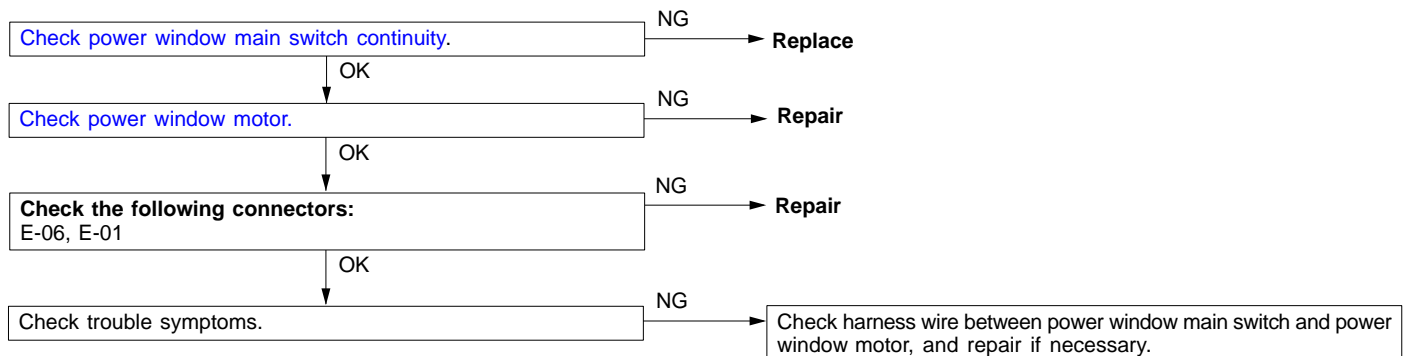 NG
Check power window main switch continuity.
Replace
OK
NG
Check power window motor.
Repair
OK
NG
Check the following connectors:
E-06, E-01
Repair
OK
NG
Check trouble symptoms.
Check harness wire between power window main switch and power
window motor, and repair if necessary.